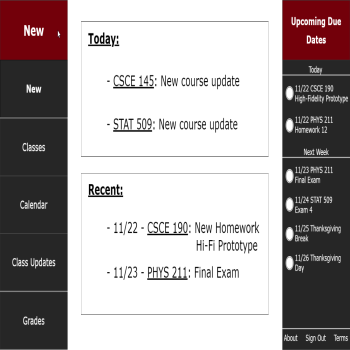 New
New
Classes
Calendar
Class Updates
Grades
Today:
- CSCE 145: New course update
- STAT 509: New course update
Recent:
- 11/22 - CSCE 190: New Homework
Hi-Fi Prototype
- 11/23 - PHYS 211: Final Exam
Upcoming Due
Dates
Today
11/22 CSCE 190
High-Fidelity Prototype
11/22 PHYS 211
Homework 12
Next Week
11/23 PHYS 211
Final Exam
11/24 STAT 509
Exam 4
11/25 Thanksgiving
Break
11/26 Thanksgiving
Day
About Sign Out Terms